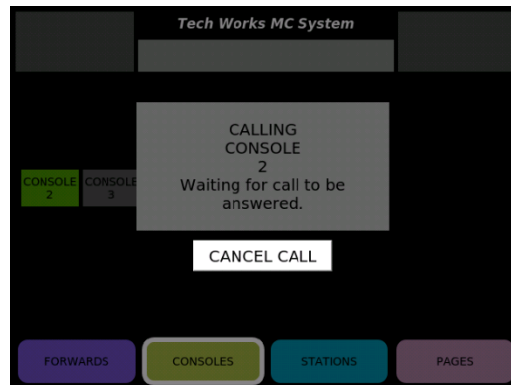 Tech Works MC System
CALLING
CONSOLE
2
Waiting for call to be
answered.
CONSOLE
2
CONSOLE
3
CANCEL CALL
FORWARDS
CONSOLES
STATIONS
PAGES